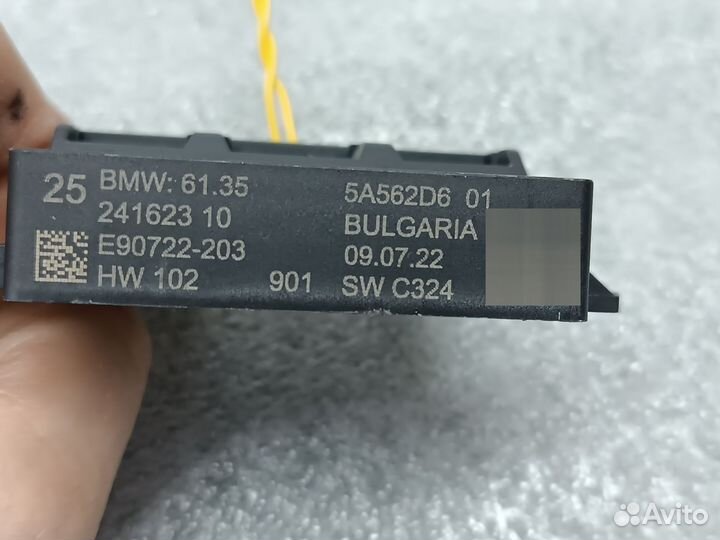 25 BMW: 61.35 5A562D6 01
241623 10 BULGARIA
E90722-203 09.07.22
HW 102 901 SW C324
Avito